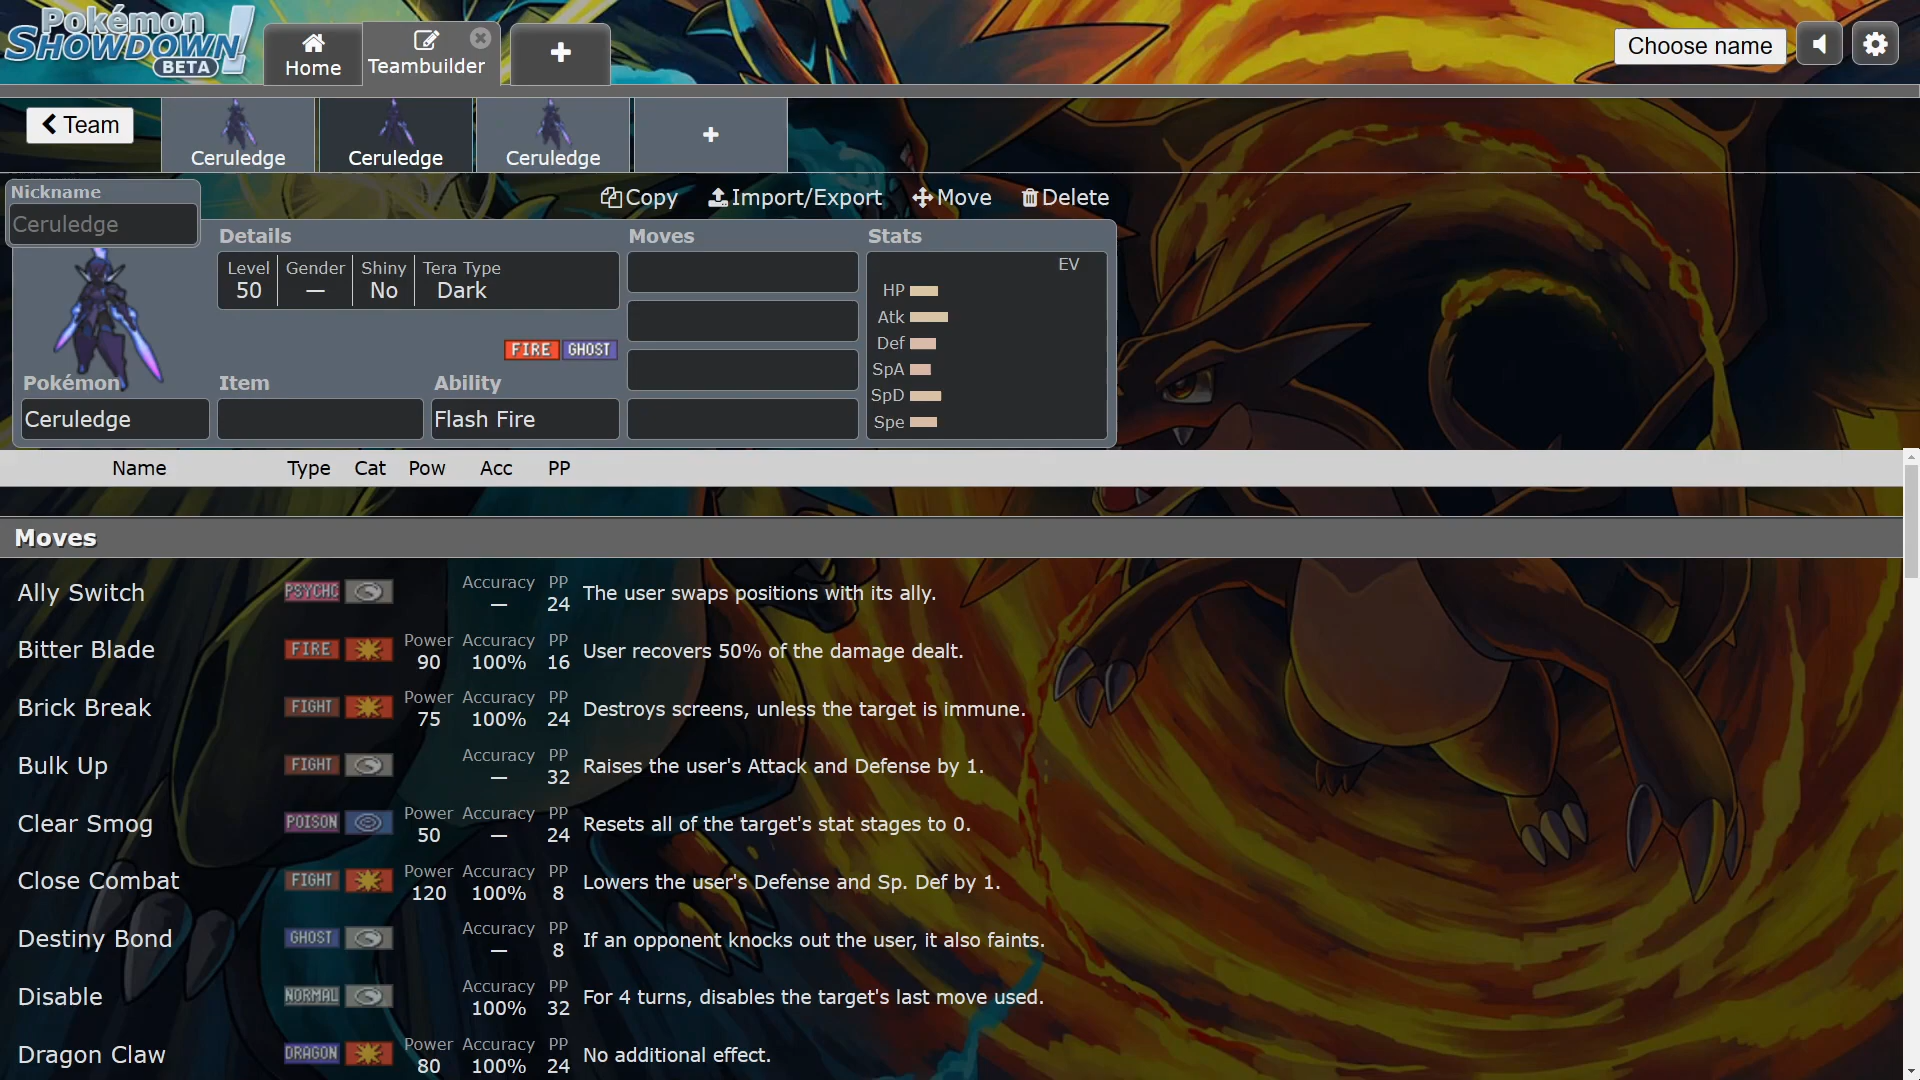 Pokémon
SHOWDOWN!
BETA
Home
Teambuilder
Choose name
Team
Ceruledge
Ceruledge
Ceruledge
Nickname
Ceruledge
Copy
Import/Export
Move
Delete
Details
Level
50
Gender
—
Shiny
No
Tera Type
Dark
FIRE GHOST
Pokémon
Ceruledge
Item
Ability
Flash Fire
Moves
Stats
EV
HP
Atk
Def
SpA
SpD
Spe
Name Type Cat Pow Acc PP
Moves
Ally Switch PSYCHC Accuracy — PP 24 The user swaps positions with its ally.
Bitter Blade FIRE Power 90 Accuracy 100% PP 16 User recovers 50% of the damage dealt.
Brick Break FIGHT Power 75 Accuracy 100% PP 24 Destroys screens, unless the target is immune.
Bulk Up FIGHT Accuracy — PP 32 Raises the user's Attack and Defense by 1.
Clear Smog POISON Power 50 Accuracy — PP 24 Resets all of the target's stat stages to 0.
Close Combat FIGHT Power 120 Accuracy 100% PP 8 Lowers the user's Defense and Sp. Def by 1.
Destiny Bond GHOST Accuracy — PP 8 If an opponent knocks out the user, it also faints.
Disable NORMAL Accuracy 100% PP 32 For 4 turns, disables the target's last move used.
Dragon Claw DRAGON Power 80 Accuracy 100% PP 24 No additional effect.